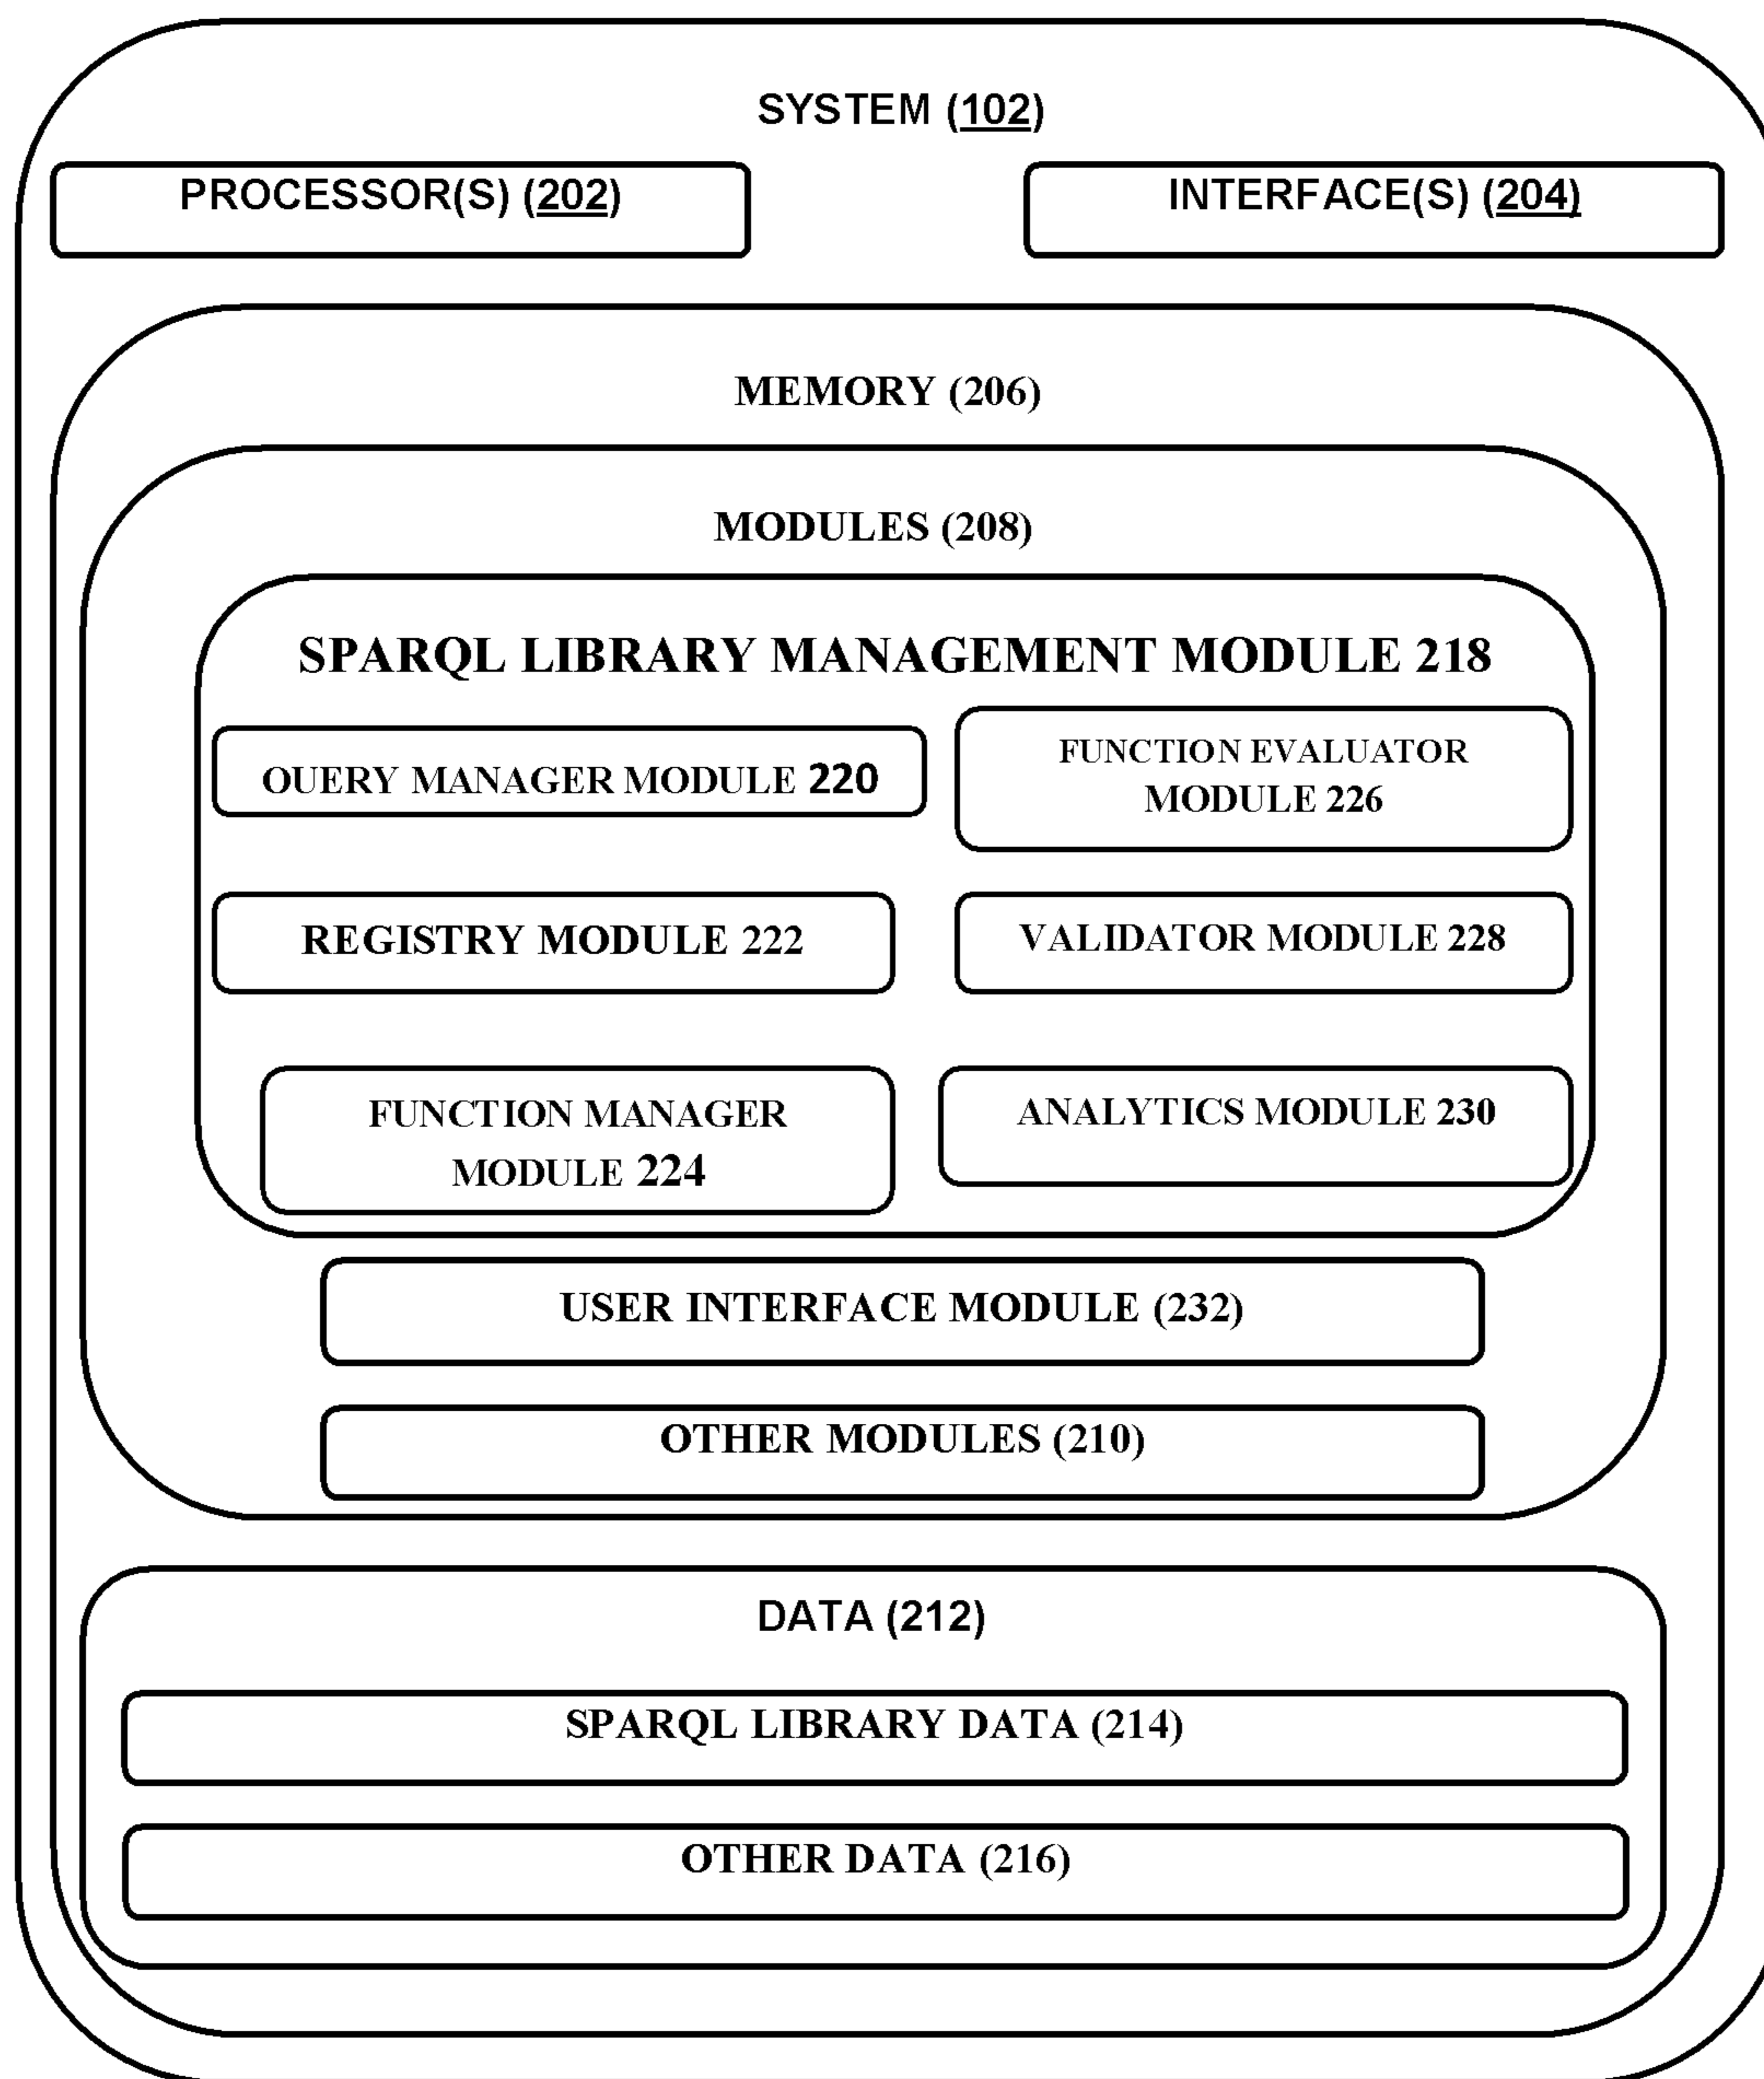 SYSTEM (102)
PROCESSOR(S) (202)
INTERFACE(S) (204)
MEMORY (206)
MODULES (208)
SPARQL LIBRARY MANAGEMENT MODULE 218
OUERY MANAGER MODULE 220
FUNCTION EVALUATOR
MODULE 226
REGISTRY MODULE 222
VALIDATOR MODULE 228
FUNCTION MANAGER
MODULE 224
ANALYTICS MODULE 230
USER INTERFACE MODULE (232)
OTHER MODULES (210)
DATA (212)
SPARQL LIBRARY DATA (214)
OTHER DATA (216)